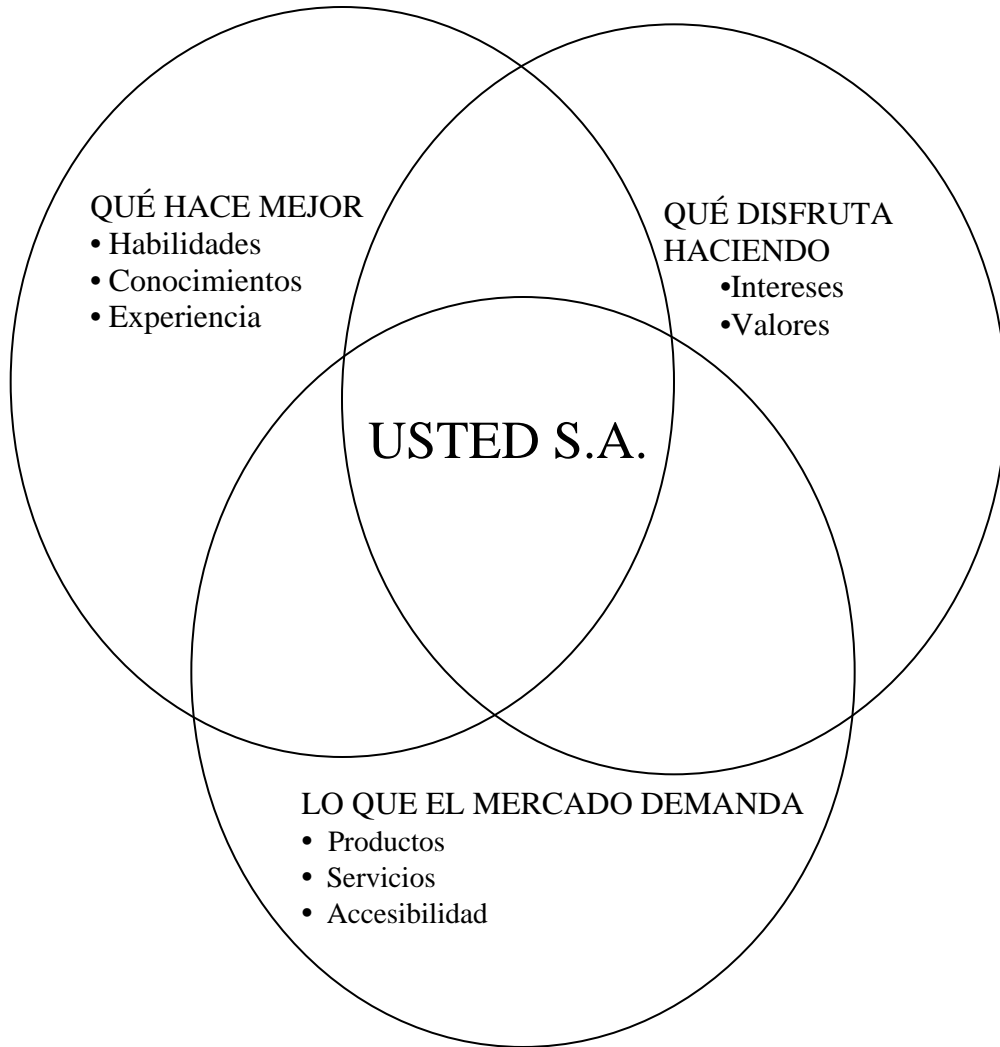 QUÉ HACE MEJOR
• Habilidades
• Conocimientos
• Experiencia
QUÉ DISFRUTA
HACIENDO
•Intereses
•Valores
USTED S.A.
LO QUE EL MERCADO DEMANDA
• Productos
• Servicios
• Accesibilidad